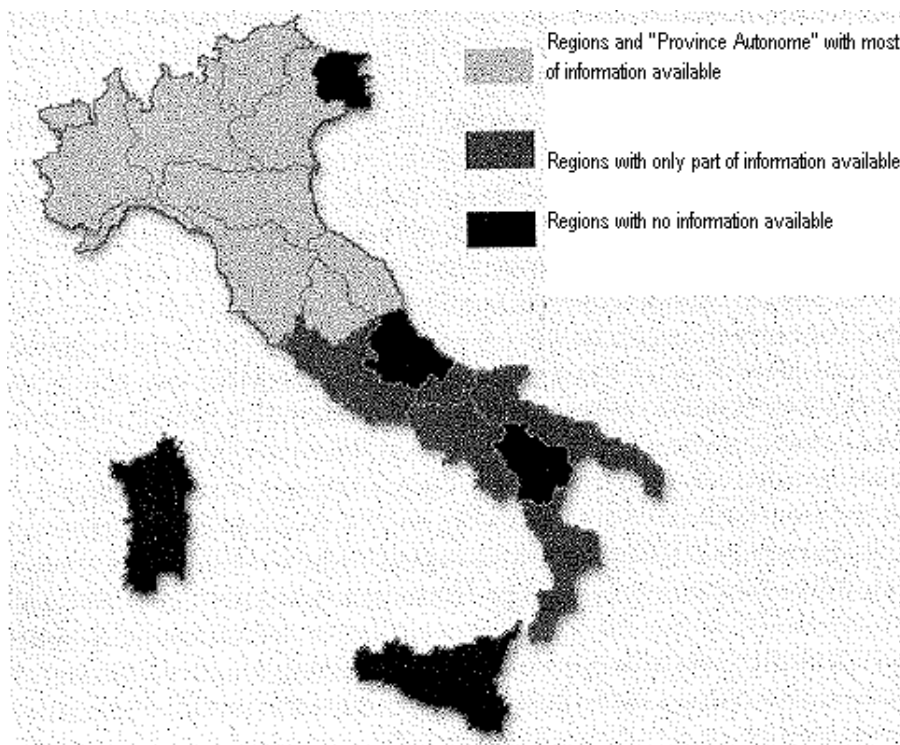 Regions and "Province Autonome" with most
of information available
Regions with only part of information available
Regions with no information available